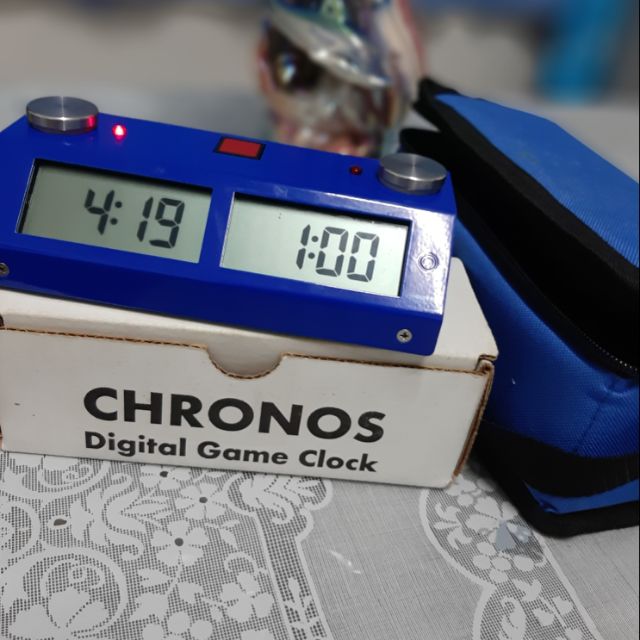 4:19
1:00
CHRONOS
Digital Game Clock